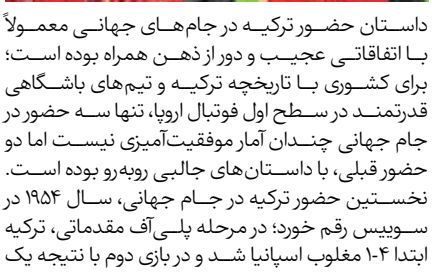 داستان حضور ترکیه در جام‌های جهانی معمولاً
با اتفاقاتی عجیب و دور از ذهن همراه بوده است؛
برای کشوری با تاریخچه ترکیه و تیم‌های باشگاهی
قدرتمند در سطح اول فوتبال اروپا، تنها سه حضور در
جام جهانی چندان آمار موفقیت‌آمیزی نیست اما دو
حضور قبلی، با داستان‌های جالبی روبه‌رو بوده است.
نخستین حضور ترکیه در جام جهانی، سال ۱۹۵۴ در
سوییس رقم خورد؛ در مرحله پلی‌آف مقدماتی، ترکیه
ابتدا ۴-۱ مغلوب اسپانیا شد و در بازی دوم با نتیجه یک